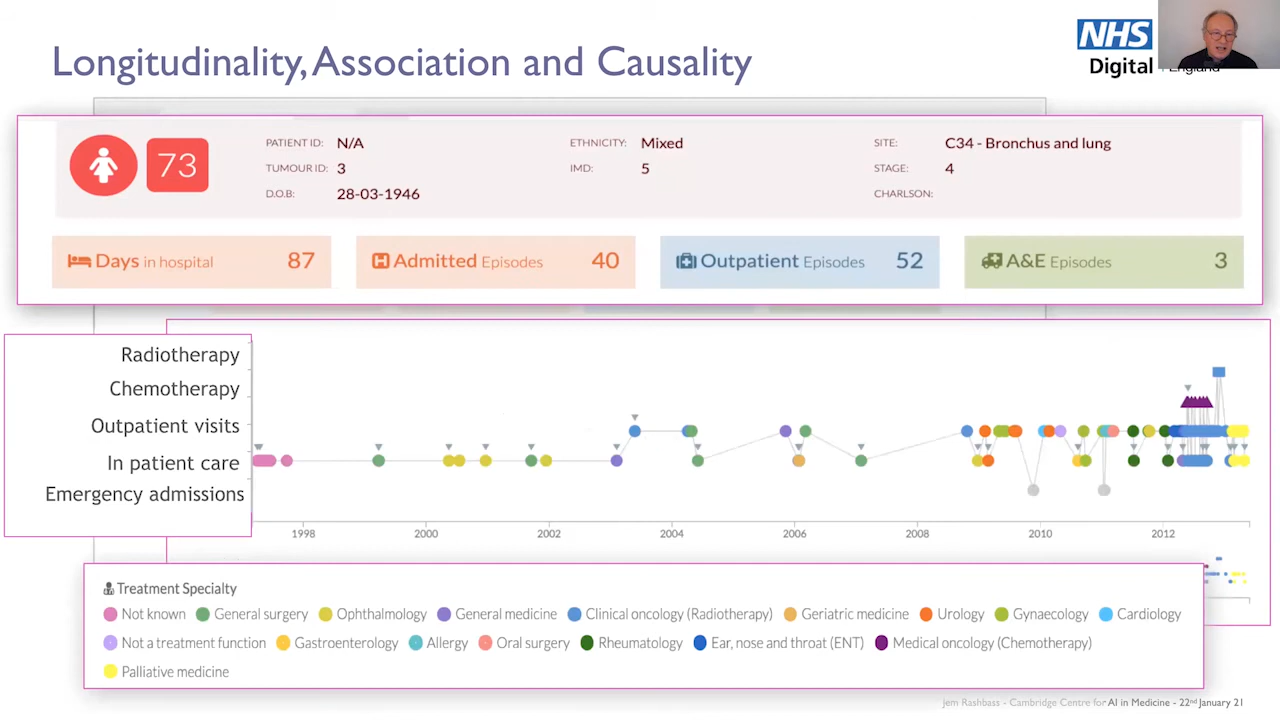 Longitudinality, Association and Causality
NHS
Digital
England
73
PATIENT ID: N/A
TUMOUR ID: 3
D.O.B: 28-03-1946
ETHNICITY: Mixed
IMD: 5
SITE: C34 - Bronchus and lung
STAGE: 4
CHARLSON:
Days in hospital 87
Admitted Episodes 40
Outpatient Episodes 52
A&E Episodes 3
Radiotherapy
Chemotherapy
Outpatient visits
In patient care
Emergency admissions
1998 2000 2002 2004 2006 2008 2010 2012
Treatment Specialty
Not known General surgery Ophthalmology General medicine Clinical oncology (Radiotherapy) Geriatric medicine Urology Gynaecology Cardiology
Not a treatment function Gastroenterology Allergy Oral surgery Rheumatology Ear, nose and throat (ENT) Medical oncology (Chemotherapy)
Palliative medicine
Jem Rashbass - Cambridge Centre for AI in Medicine - 22nd January 21